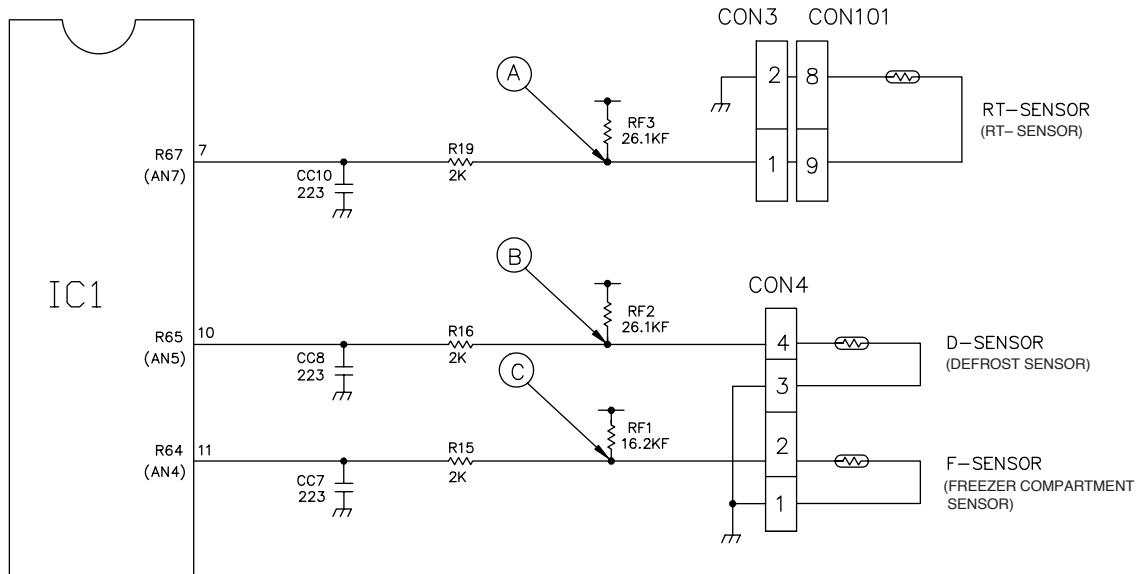 CON3 CON101
A
2 8
RF3
26.1KF
RT-SENSOR
(RT- SENSOR)
R67
(AN7)
7
CC10
223
R19
2K
1 9
IC1
B
CON4
RF2
26.1KF
R65
(AN5)
10
CC8
223
R16
2K
4
D-SENSOR
(DEFROST SENSOR)
C
3
RF1
16.2KF
R64
(AN4)
11
CC7
223
R15
2K
2
F-SENSOR
(FREEZER COMPARTMENT
SENSOR)
1